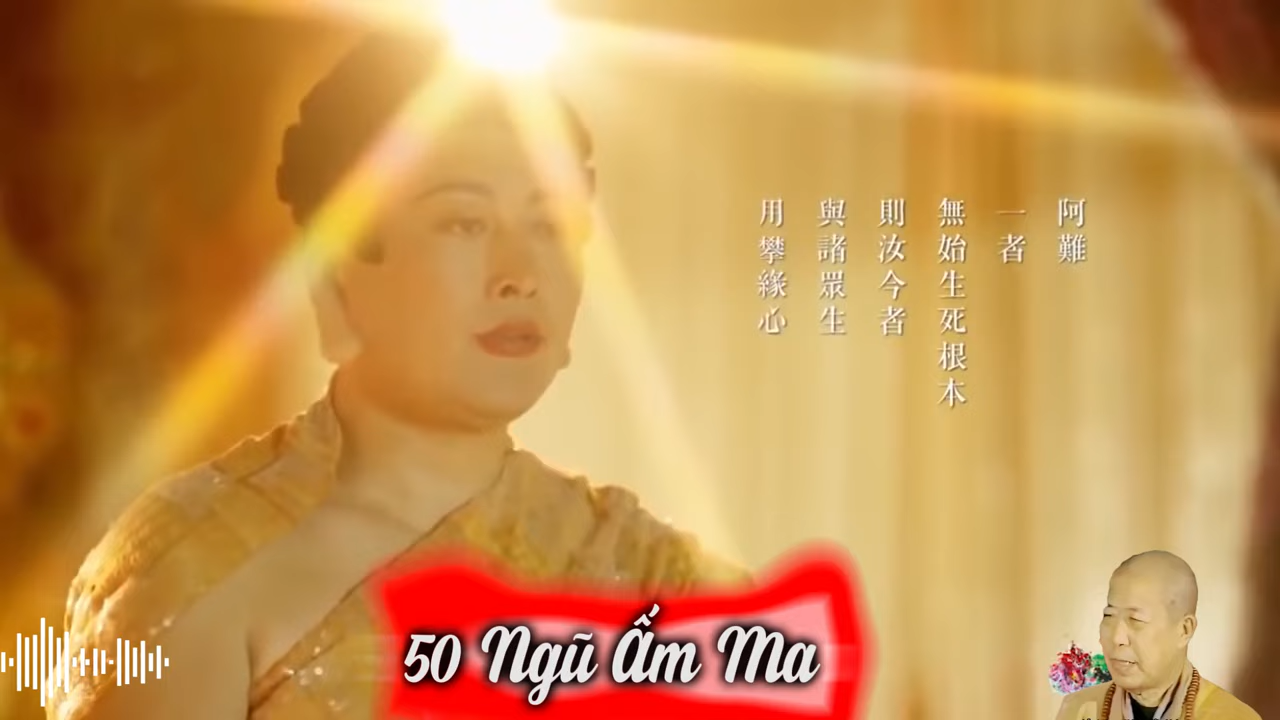 阿難
一者
無始生死根本
則汝今者
與諸眾生
用攀緣心
50 Ngũ Ấm Ma